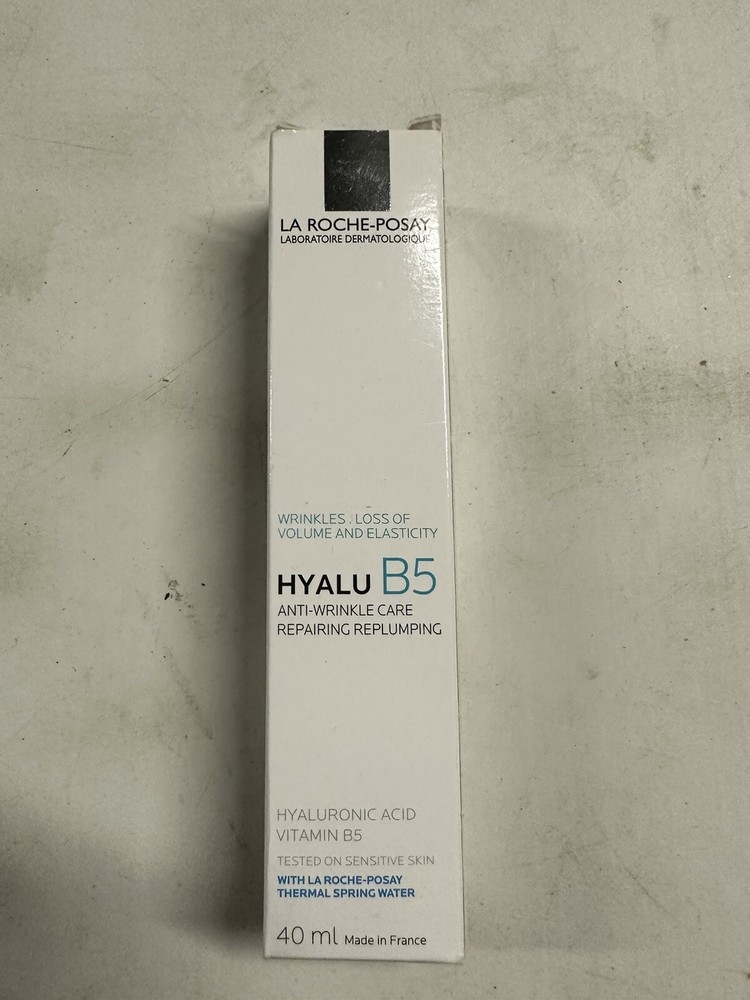 LA ROCHE-POSAY
LABORATOIRE DERMATOLOGIQUE
WRINKLES . LOSS OF
VOLUME AND ELASTICITY
HYALU B5
ANTI-WRINKLE CARE
REPAIRING REPLUMPING
HYALURONIC ACID
VITAMIN B5
TESTED ON SENSITIVE SKIN
WITH LA ROCHE-POSAY
THERMAL SPRING WATER
40 ml Made in France